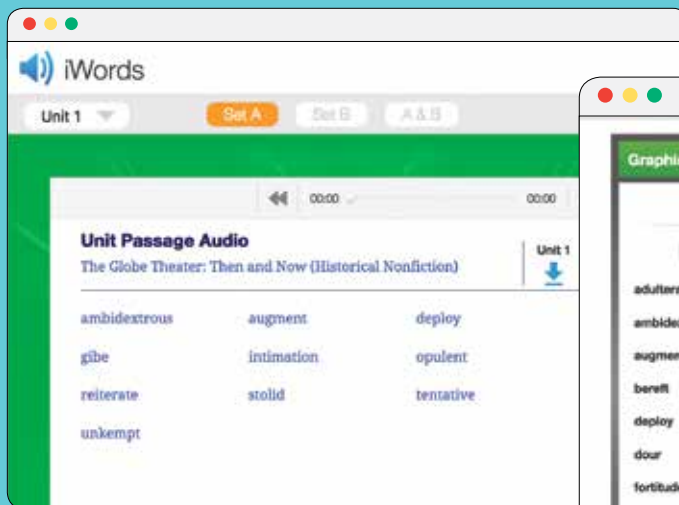 iWords
Unit 1
Set A
Set B
A & B
00:00
00:00
Unit Passage Audio
The Globe Theater: Then and Now (Historical Nonfiction)
Unit 1
ambidextrous augment deploy
gibe intimation opulent
reiterate stolid tentative
unkempt
bereft
deploy
dour